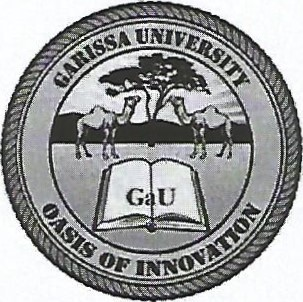 GARISSA UNIVERSITY
GaU
OASIS OF INNOVATION